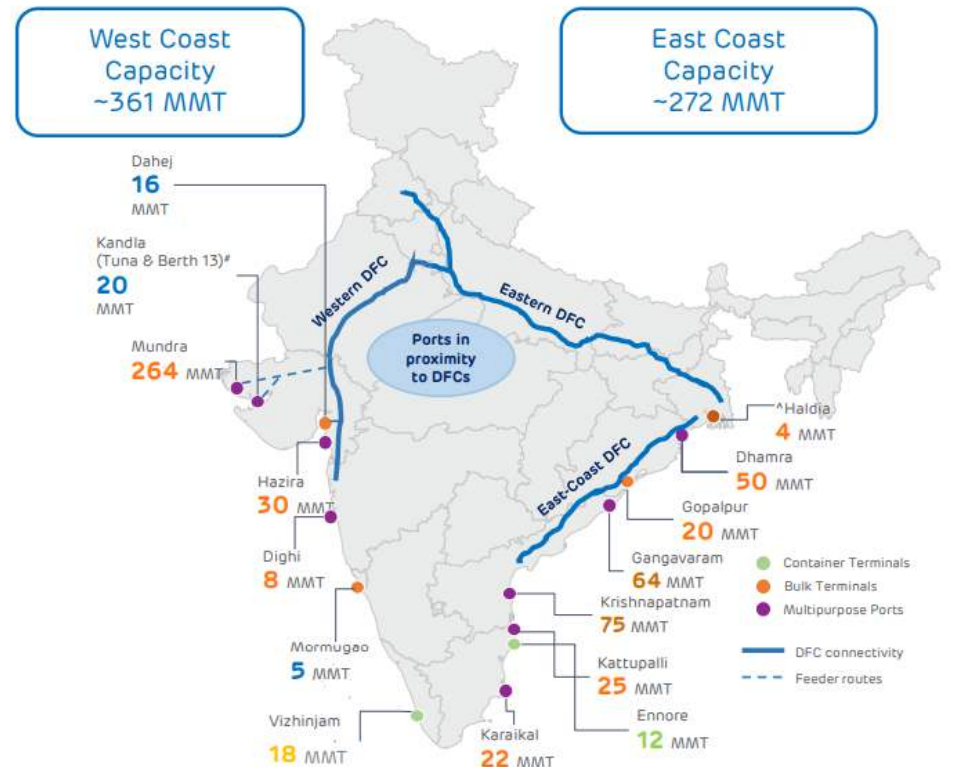 West Coast
Capacity
~361 MMT
East Coast
Capacity
~272 MMT
Dahej
16
MMT
Kandla
(Tuna & Berth 13)#
20
MMT
Mundra
264 MMT
Western DFC
Eastern DFC
Ports in
proximity
to DFCs
^Haldia
4 MMT
Dhamra
50 MMT
East-Coast DFC
Hazira
30 MMT
Gopalpur
20 MMT
Dighi
8 MMT
Gangavaram
64 MMT
Krishnapatnam
75 MMT
Mormugao
5 MMT
Kattupalli
25 MMT
Vizhinjam
18 MMT
Karaikal
22 MMT
Ennore
12 MMT
Container Terminals
Bulk Terminals
Multipurpose Ports
DFC connectivity
Feeder routes